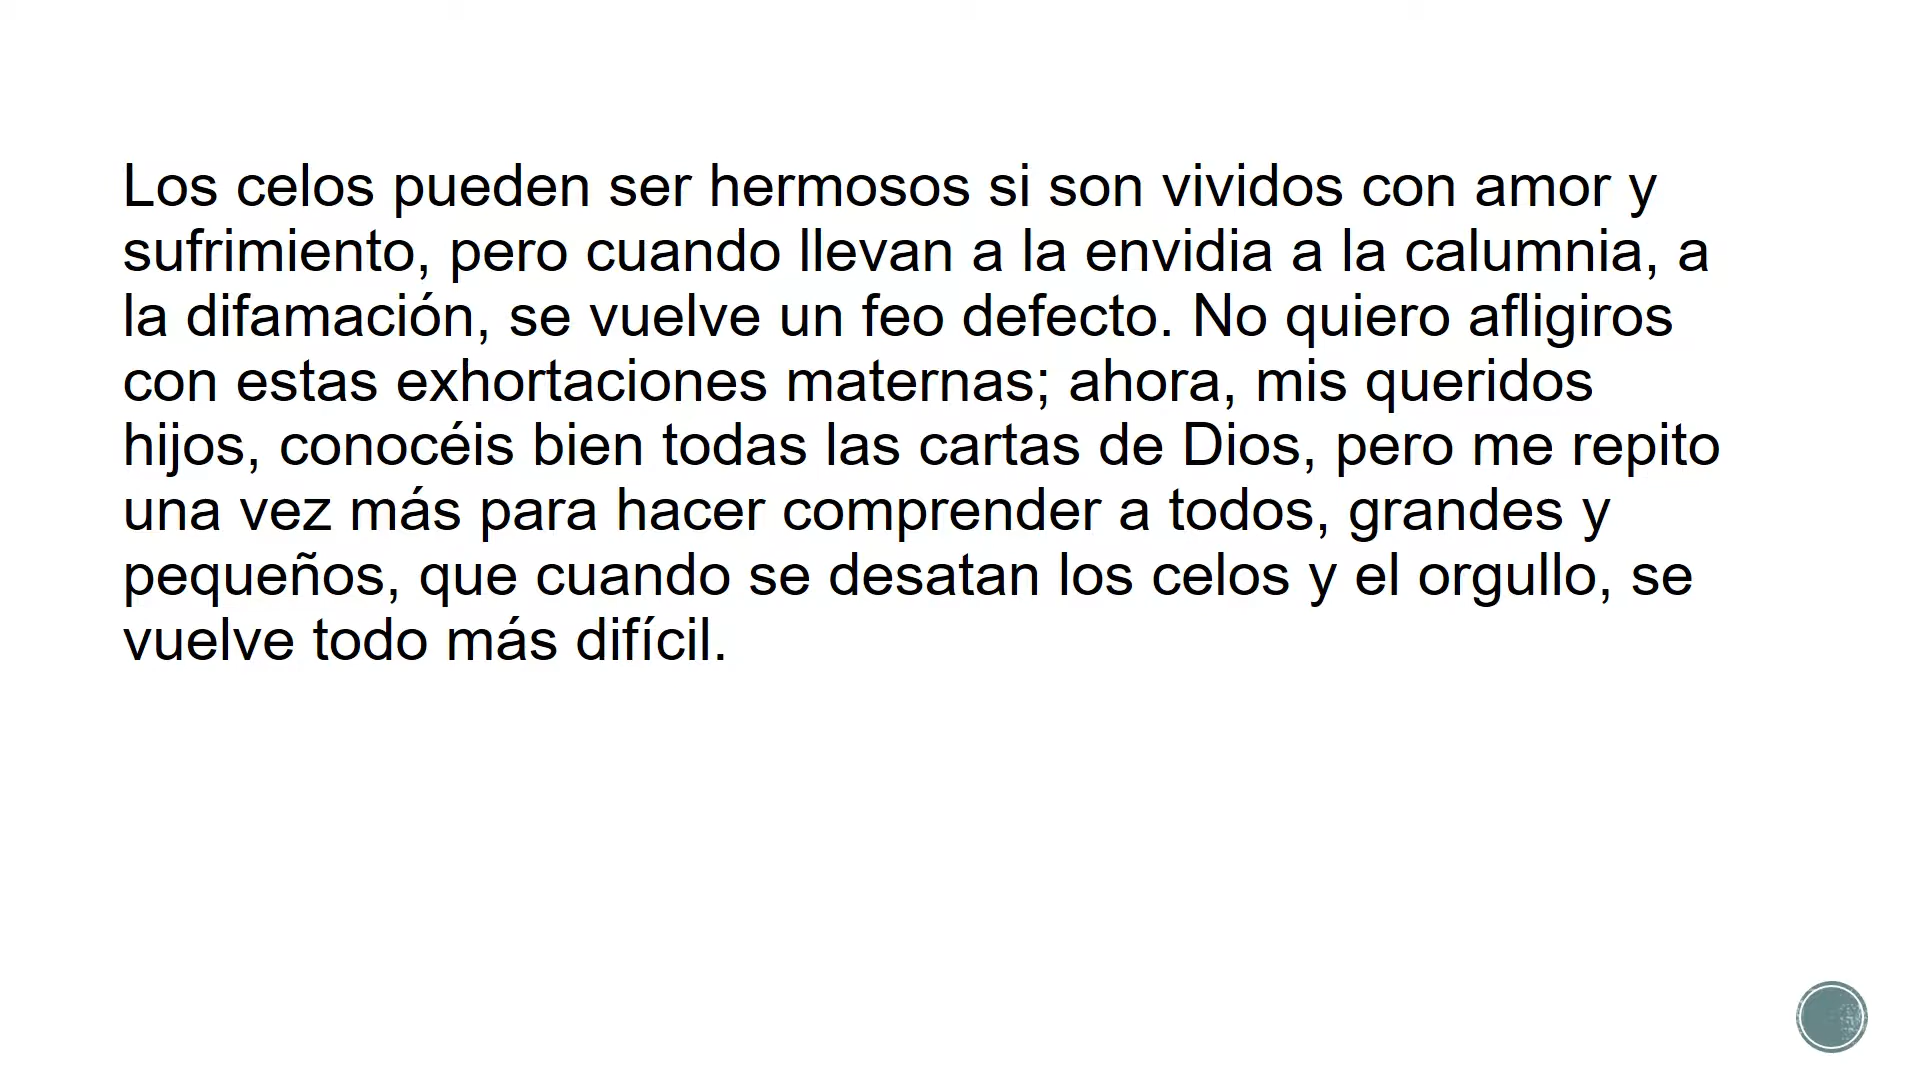 Los celos pueden ser hermosos si son vividos con amor y
sufrimiento, pero cuando llevan a la envidia a la calumnia, a
la difamación, se vuelve un feo defecto. No quiero afligiros
con estas exhortaciones maternas; ahora, mis queridos
hijos, conocéis bien todas las cartas de Dios, pero me repito
una vez más para hacer comprender a todos, grandes y
pequeños, que cuando se desatan los celos y el orgullo, se
vuelve todo más difícil.